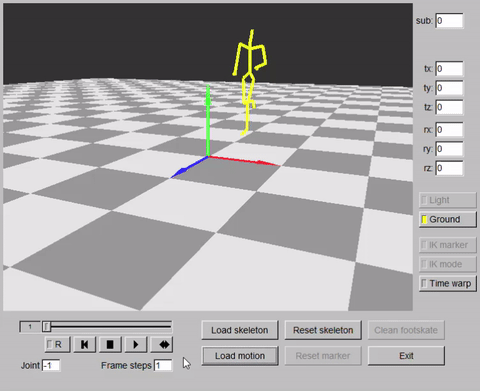 sub: 0
tx: 0
ty: 0
tz: 0
rx: 0
ry: 0
rz: 0
Light
Ground
IK marker
IK mode
Time warp
1
R
Load skeleton
Reset skeleton
Clean footskate
Joint -1
Frame steps 1
Load motion
Reset marker
Exit